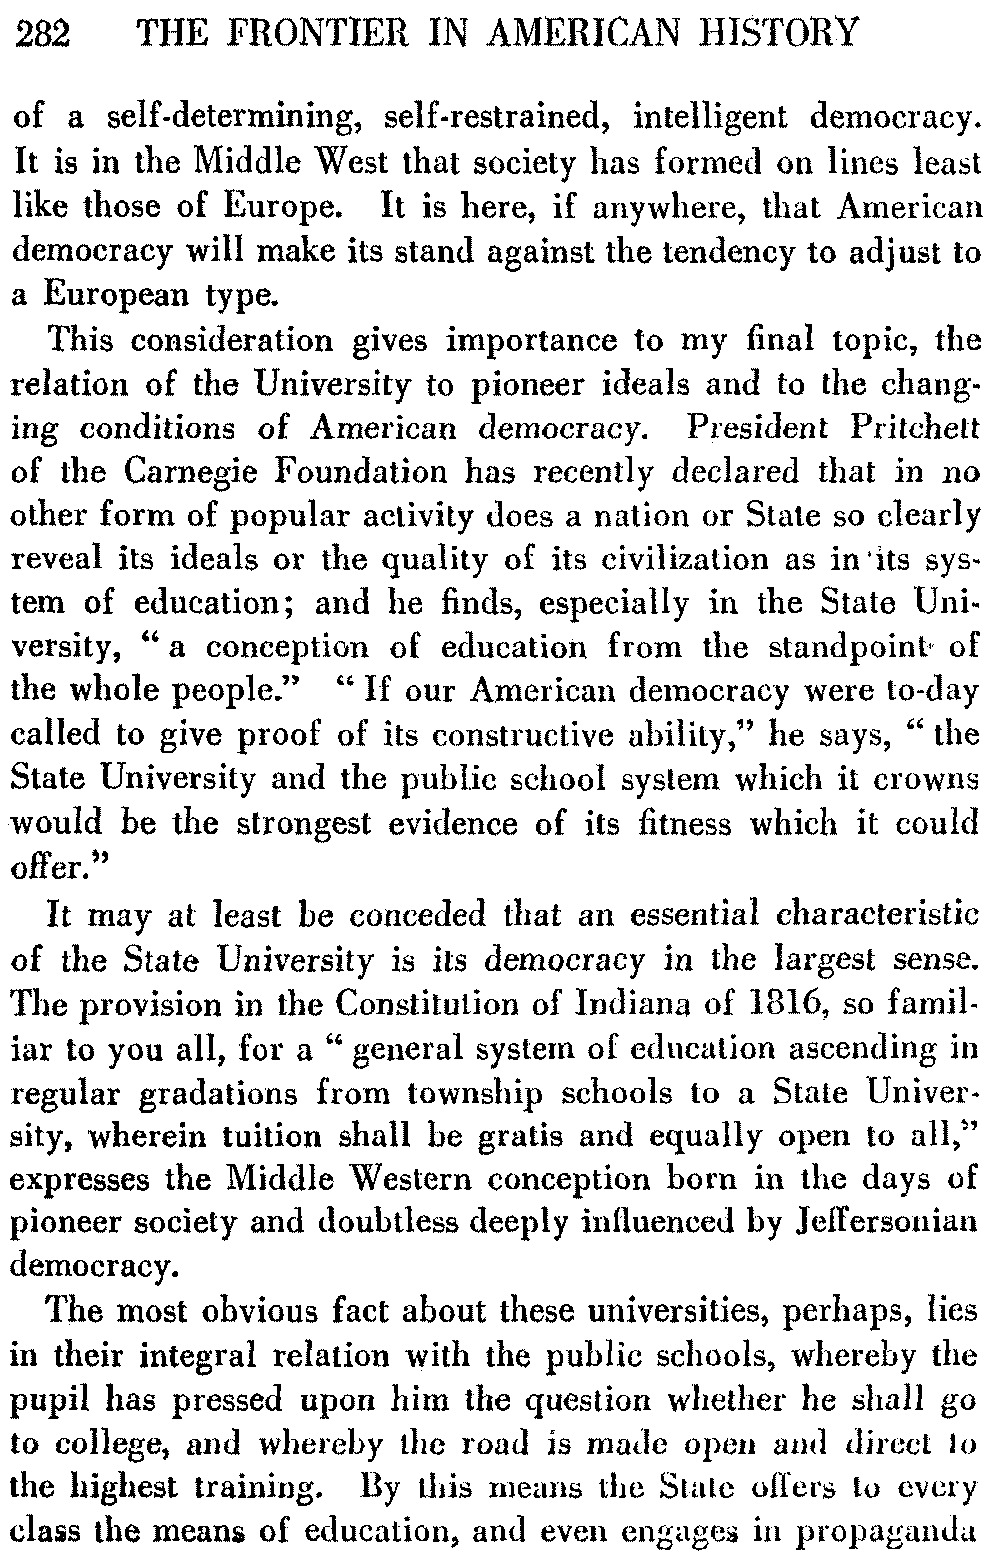 282 THE FRONTIER IN AMERICAN HISTORY
of a self-determining, self-restrained, intelligent democracy.
It is in the Middle West that society has formed on lines least
like those of Europe. It is here, if anywhere, that American
democracy will make its stand against the tendency to adjust to
a European type.
This consideration gives importance to my final topic, the
relation of the University to pioneer ideals and to the chang-
ing conditions of American democracy. President Pritchett
of the Carnegie Foundation has recently declared that in no
other form of popular activity does a nation or State so clearly
reveal its ideals or the quality of its civilization as in its sys-
tem of education; and he finds, especially in the State Uni-
versity, “ a conception of education from the standpoint of
the whole people.” “ If our American democracy were to-day
called to give proof of its constructive ability,” he says, “ the
State University and the public school system which it crowns
would be the strongest evidence of its fitness which it could
offer.”
It may at least be conceded that an essential characteristic
of the State University is its democracy in the largest sense.
The provision in the Constitution of Indiana of 1816, so famil-
iar to you all, for a “ general system of education ascending in
regular gradations from township schools to a State Univer-
sity, wherein tuition shall be gratis and equally open to all,”
expresses the Middle Western conception born in the days of
pioneer society and doubtless deeply influenced by Jeffersonian
democracy.
The most obvious fact about these universities, perhaps, lies
in their integral relation with the public schools, whereby the
pupil has pressed upon him the question whether he shall go
to college, and whereby the road is made open and direct to
the highest training. By this means the State offers to every
class the means of education, and even engages in propaganda